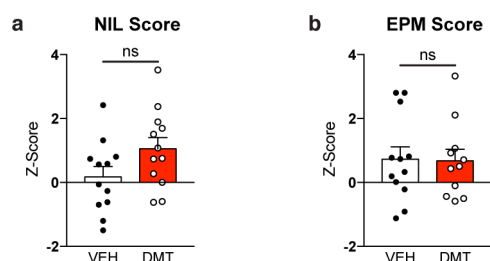 a NIL Score
ns
Z-Score
4
2
0
-2
VEH DMT
b EPM Score
ns
Z-Score
4
2
0
-2
VEH DMT